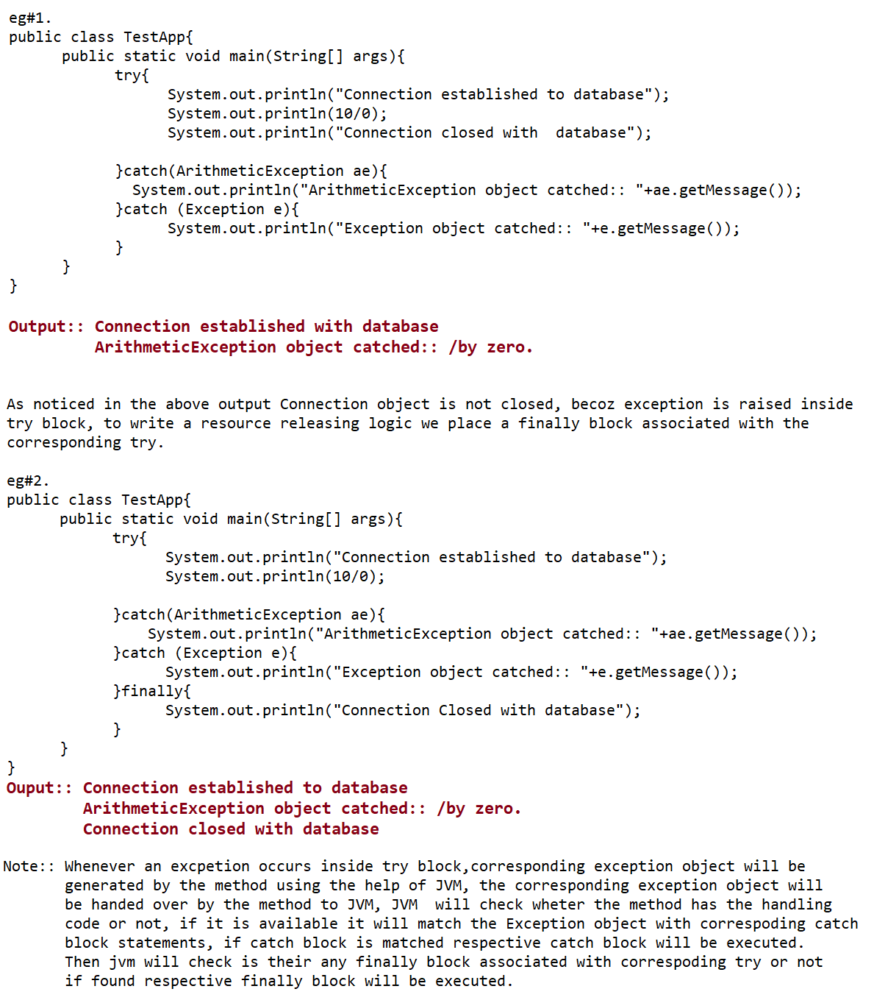 eg#1.
public class TestApp{
public static void main(String[] args){
try{
System.out.println("Connection established to database");
System.out.println(10/0);
System.out.println("Connection closed with  database");
}catch(ArithmeticException ae){
System.out.println("ArithmeticException object catched:: "+ae.getMessage());
}catch (Exception e){
System.out.println("Exception object catched:: "+e.getMessage());
}
}
}
Output:: Connection established with database
ArithmeticException object catched:: /by zero.
As noticed in the above output Connection object is not closed, becoz exception is raised inside
try block, to write a resource releasing logic we place a finally block associated with the
corresponding try.
eg#2.
public class TestApp{
public static void main(String[] args){
try{
System.out.println("Connection established to database");
System.out.println(10/0);
}catch(ArithmeticException ae){
System.out.println("ArithmeticException object catched:: "+ae.getMessage());
}catch (Exception e){
System.out.println("Exception object catched:: "+e.getMessage());
}finally{
System.out.println("Connection Closed with database");
}
}
}
Ouput:: Connection established to database
ArithmeticException object catched:: /by zero.
Connection closed with database
Note:: Whenever an excpetion occurs inside try block,corresponding exception object will be
generated by the method using the help of JVM, the corresponding exception object will
be handed over by the method to JVM, JVM  will check wheter the method has the handling
code or not, if it is available it will match the Exception object with correspoding catch
block statements, if catch block is matched respective catch block will be executed.
Then jvm will check is their any finally block associated with correspoding try or not
if found respective finally block will be executed.